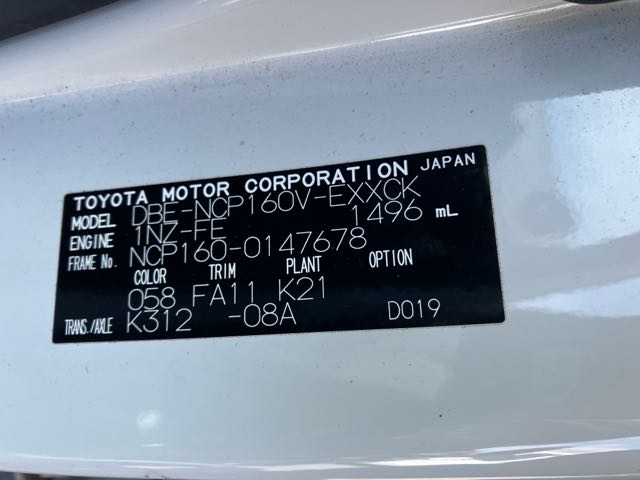 TOYOTA MOTOR CORPORATION JAPAN
MODEL DBE-NCP160V-EXXCK
ENGINE 1NZ-FE 1496 mL
FRAME No. NCP160-0147678
COLOR TRIM PLANT OPTION
058 FA11 K21
TRANS./AXLE K312 -08A D019